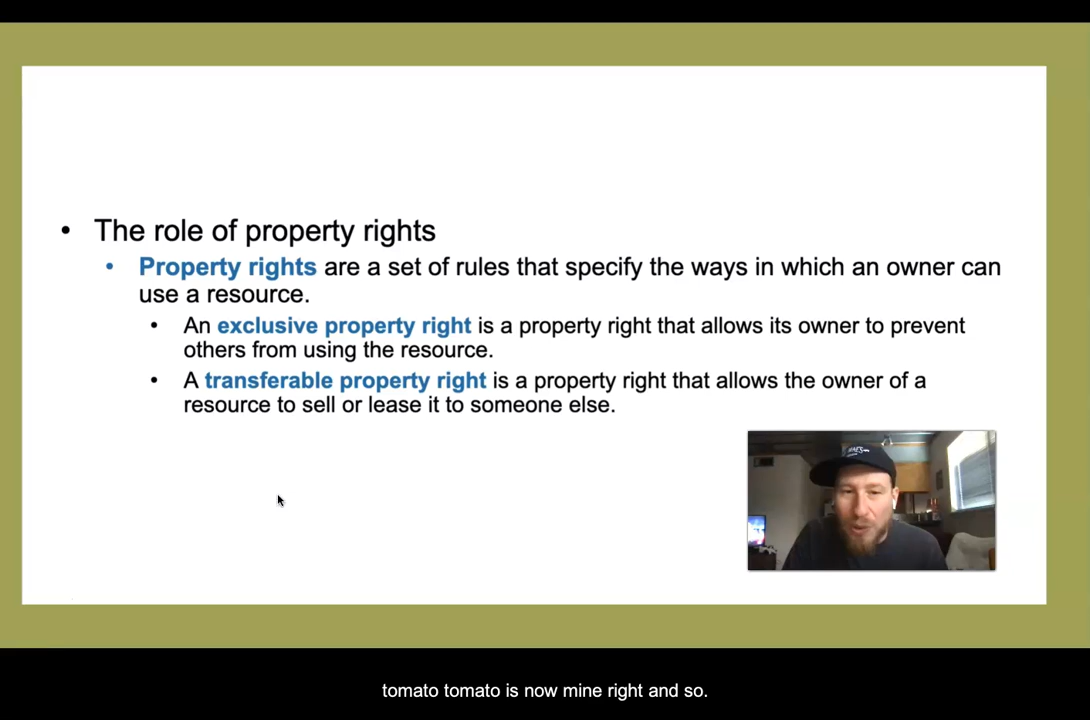 • The role of property rights
• Property rights are a set of rules that specify the ways in which an owner can
use a resource.
• An exclusive property right is a property right that allows its owner to prevent
others from using the resource.
• A transferable property right is a property right that allows the owner of a
resource to sell or lease it to someone else.
tomato tomato is now mine right and so.